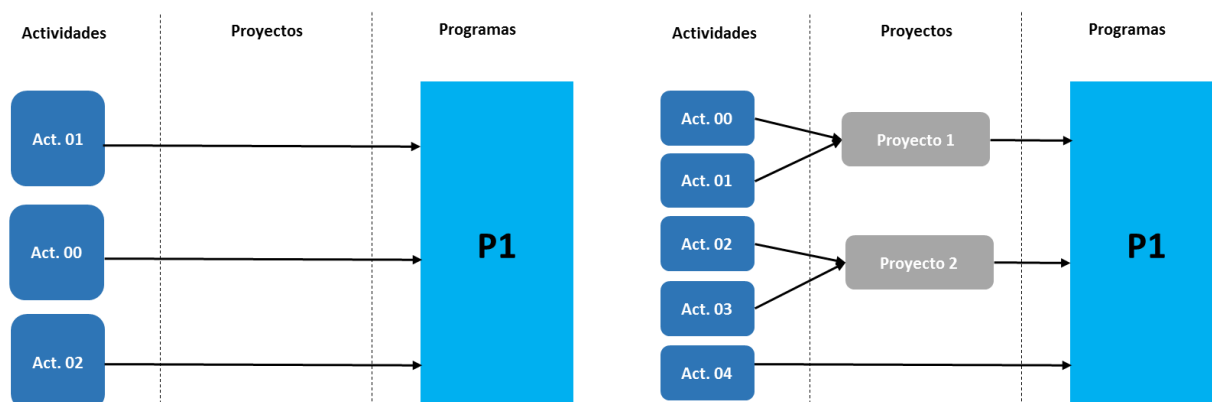 Actividades
Proyectos
Programas
Act. 01
Act. 00
Act. 02
P1
Actividades
Proyectos
Programas
Act. 00
Act. 01
Act. 02
Act. 03
Act. 04
Proyecto 1
Proyecto 2
P1